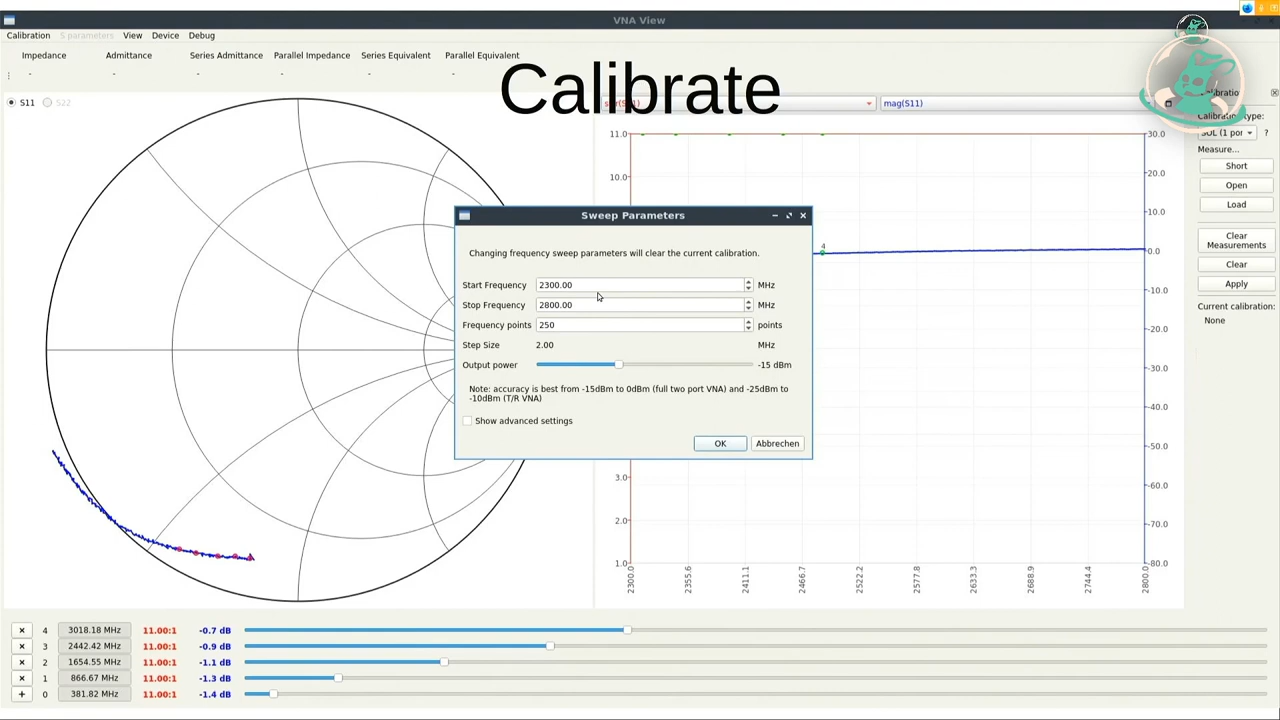 VNA View
Calibration S parameters View Device Debug
Impedance Admittance Series Admittance Parallel Impedance Series Equivalent Parallel Equivalent
- - - - - -
Calibrate
S11 S22
mag(S11)
Calibration type:
SOL (1 por ?
Measure...
Short
Open
Load
Clear Measurements
Clear
Apply
Current calibration:
None
11.0
10.0
3.0
2.0
1.0
30.0
20.0
10.0
0.0
-10.0
-20.0
-30.0
-40.0
-50.0
-60.0
-70.0
-80.0
4
2300.0 2355.6 2411.1 2466.7 2522.2 2577.8 2633.3 2688.9 2744.4 2800.0
Sweep Parameters
Changing frequency sweep parameters will clear the current calibration.
Start Frequency 2300.00 MHz
Stop Frequency 2800.00 MHz
Frequency points 250 points
Step Size 2.00 MHz
Output power -15 dBm
Note: accuracy is best from -15dBm to 0dBm (full two port VNA) and -25dBm to
-10dBm (T/R VNA)
Show advanced settings
OK Abbrechen
× 4 3018.18 MHz 11.00:1 -0.7 dB
× 3 2442.42 MHz 11.00:1 -0.9 dB
× 2 1654.55 MHz 11.00:1 -1.1 dB
× 1 866.67 MHz 11.00:1 -1.3 dB
+ 0 381.82 MHz 11.00:1 -1.4 dB